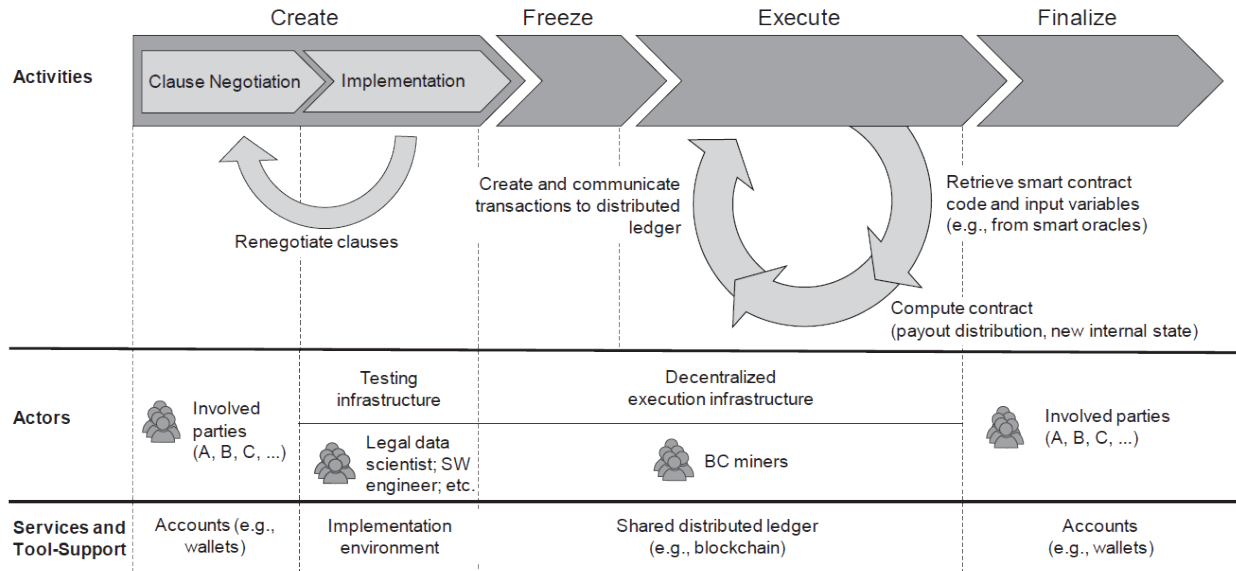 Create
Freeze
Execute
Finalize
Activities
Clause Negotiation
Implementation
Renegotiate clauses
Create and communicate
transactions to distributed
ledger
Retrieve smart contract
code and input variables
(e.g., from smart oracles)
Compute contract
(payout distribution, new internal state)
Actors
Involved
parties
(A, B, C, ...)
Testing
infrastructure
Legal data
scientist; SW
engineer; etc.
Decentralized
execution infrastructure
BC miners
Involved parties
(A, B, C, ...)
Services and
Tool-Support
Accounts (e.g.,
wallets)
Implementation
environment
Shared distributed ledger
(e.g., blockchain)
Accounts
(e.g., wallets)